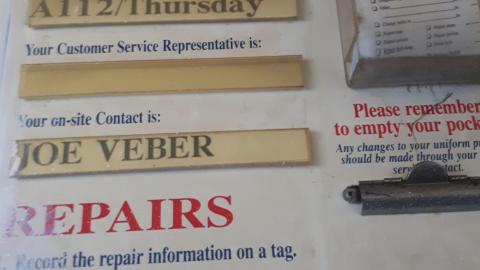 A112/Thursday
Your Customer Service Representative is:
Your on-site Contact is:
JOE VEBER
REPAIRS
Record the repair information on a tag.
Please remember
to empty your pock
Any changes to your uniform p
should be made through your